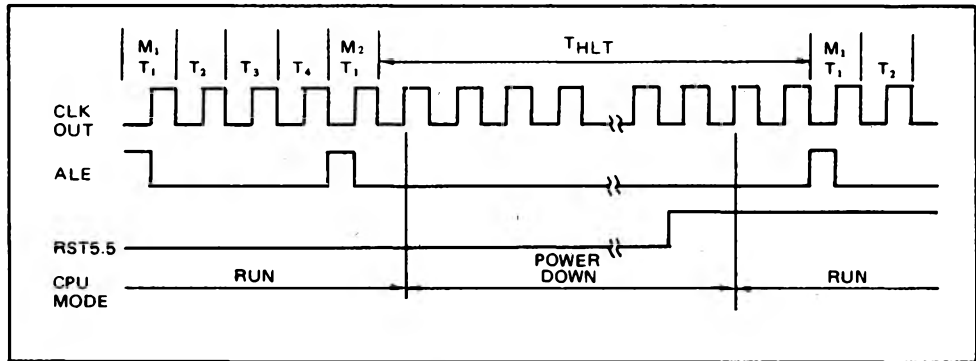 M₁ M₂ T_HLT M₁
T₁ T₂ T₃ T₄ T₁ T₁ T₂
CLK
OUT
ALE
RST5.5
CPU
MODE
RUN
POWER
DOWN
RUN